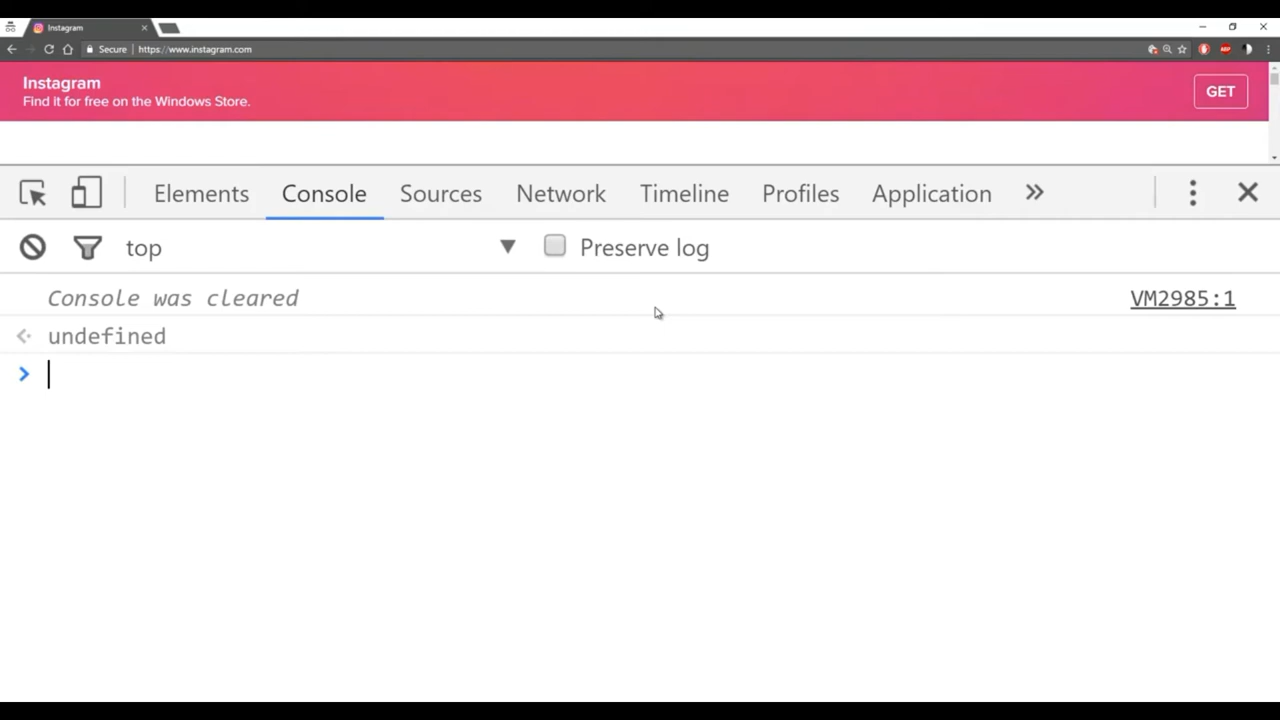 Instagram
Secure https://www.instagram.com
ABP
Instagram
Find it for free on the Windows Store.
GET
Elements Console Sources Network Timeline Profiles Application
top Preserve log
Console was cleared VM2985:1
undefined